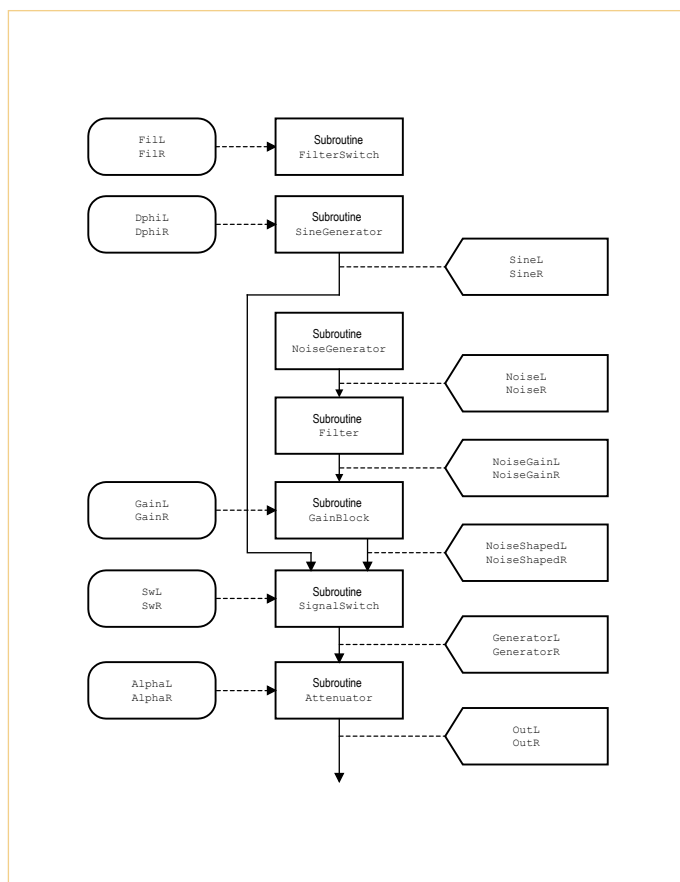 FilL
FilR
Subroutine
FilterSwitch
DphiL
DphiR
Subroutine
SineGenerator
SineL
SineR
Subroutine
NoiseGenerator
NoiseL
NoiseR
Subroutine
Filter
NoiseGainL
NoiseGainR
GainL
GainR
Subroutine
GainBlock
NoiseShapedL
NoiseShapedR
SwL
SwR
Subroutine
SignalSwitch
GeneratorL
GeneratorR
AlphaL
AlphaR
Subroutine
Attenuator
OutL
OutR